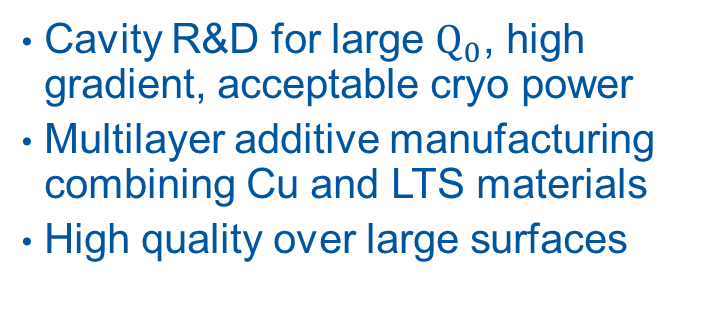 • Cavity R&D for large Q₀, high
gradient, acceptable cryo power
• Multilayer additive manufacturing
combining Cu and LTS materials
• High quality over large surfaces